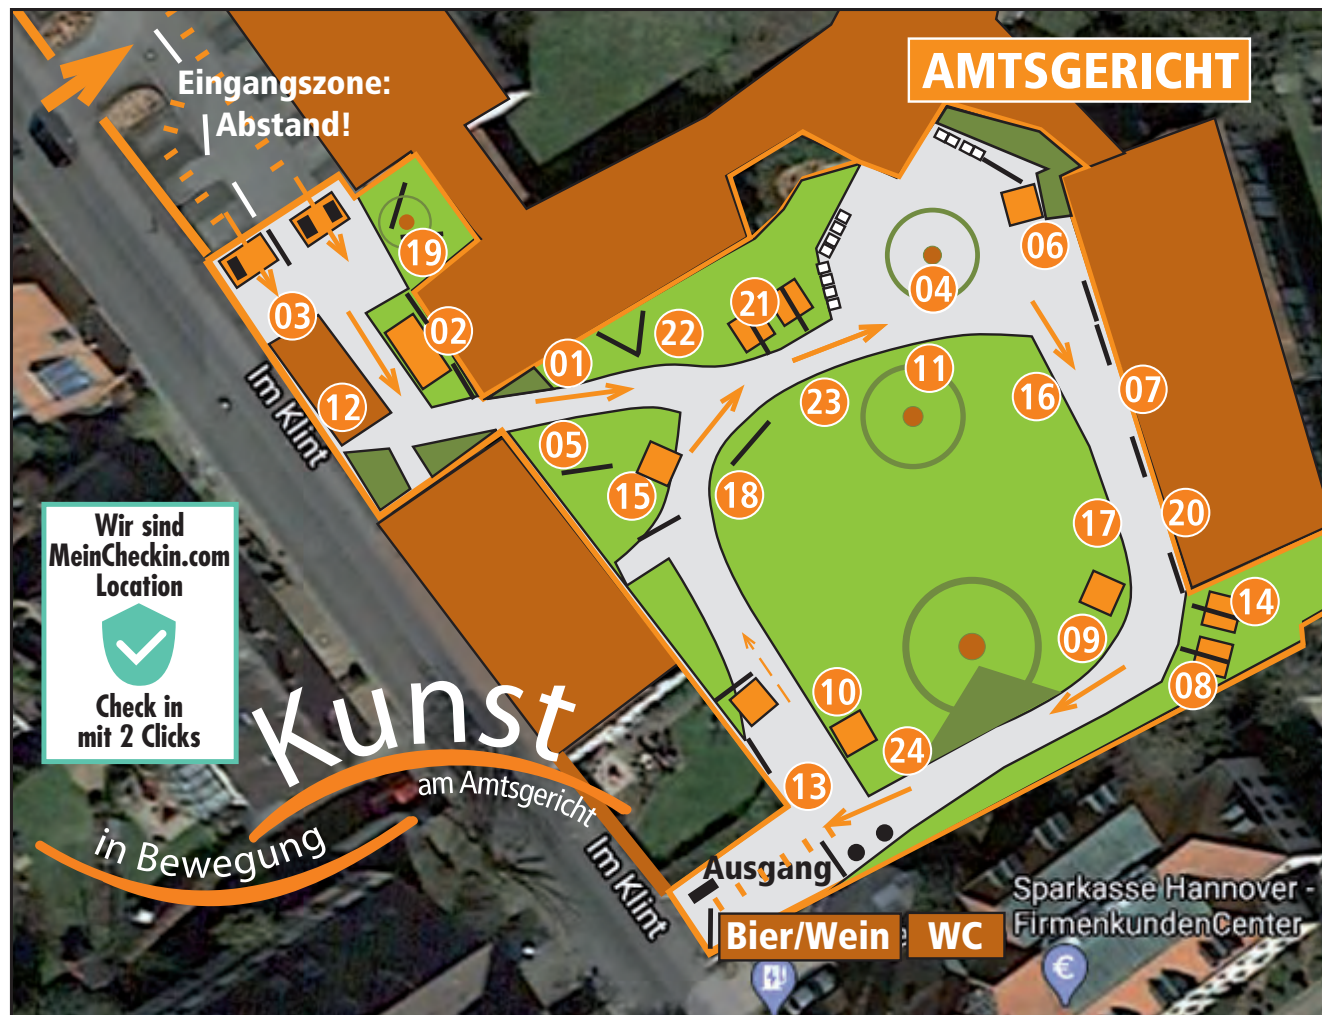 AMTSGERICHT
Eingangszone:
Abstand!
19
06
03
02
21
22
04
01
11
12
23
16
07
05
15
18
17
20
14
09
08
10
24
13
Im Klint
Wir sind
MeinCheckin.com
Location
Check in
mit 2 Clicks
Kunst
am Amtsgericht
in Bewegung
Im Klint
Ausgang
Bier/Wein
WC
Sparkasse Hannover -
FirmenkundenCenter
€